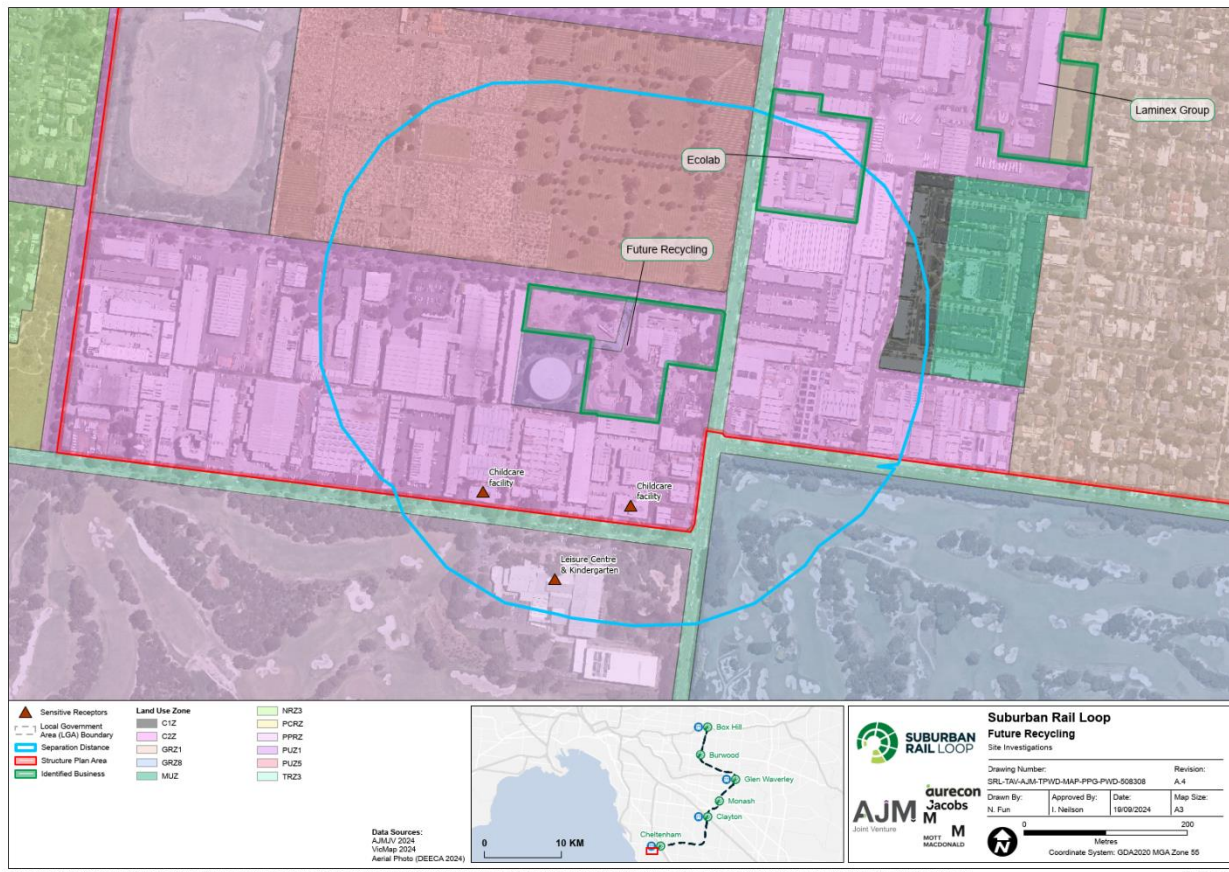 Laminex Group
Ecolab
Future Recycling
Childcare
facility
Childcare
facility
Leisure Centre
& Kindergarten
Sensitive Receptors
Local Government
Area (LGA) Boundary
Separation Distance
Structure Plan Area
Identified Business
Land Use Zone
C1Z
C2Z
GRZ1
GRZ8
MUZ
NRZ3
PCRZ
PPRZ
PUZ1
PUZ5
TRZ3
Data Sources:
AJMJV 2024
VicMap 2024
Aerial Photo (DEECA 2024)
Box Hill
Burwood
Glen Waverley
Monash
Clayton
Cheltenham
0 10 KM
SUBURBAN
RAIL LOOP
AJM
Joint Venture
aurecon
Jacobs
M
M
MOTT
MACDONALD
Suburban Rail Loop
Future Recycling
Site Investigations
Drawing Number: Revision:
SRL-TAV-AJM-TPWD-MAP-PPG-PWD-508308 A.4
Drawn By: Approved By: Date: Map Size:
N. Fun I. Neilson 19/09/2024 A3
N
0 200
Metres
Coordinate System: GDA2020 MGA Zone 55